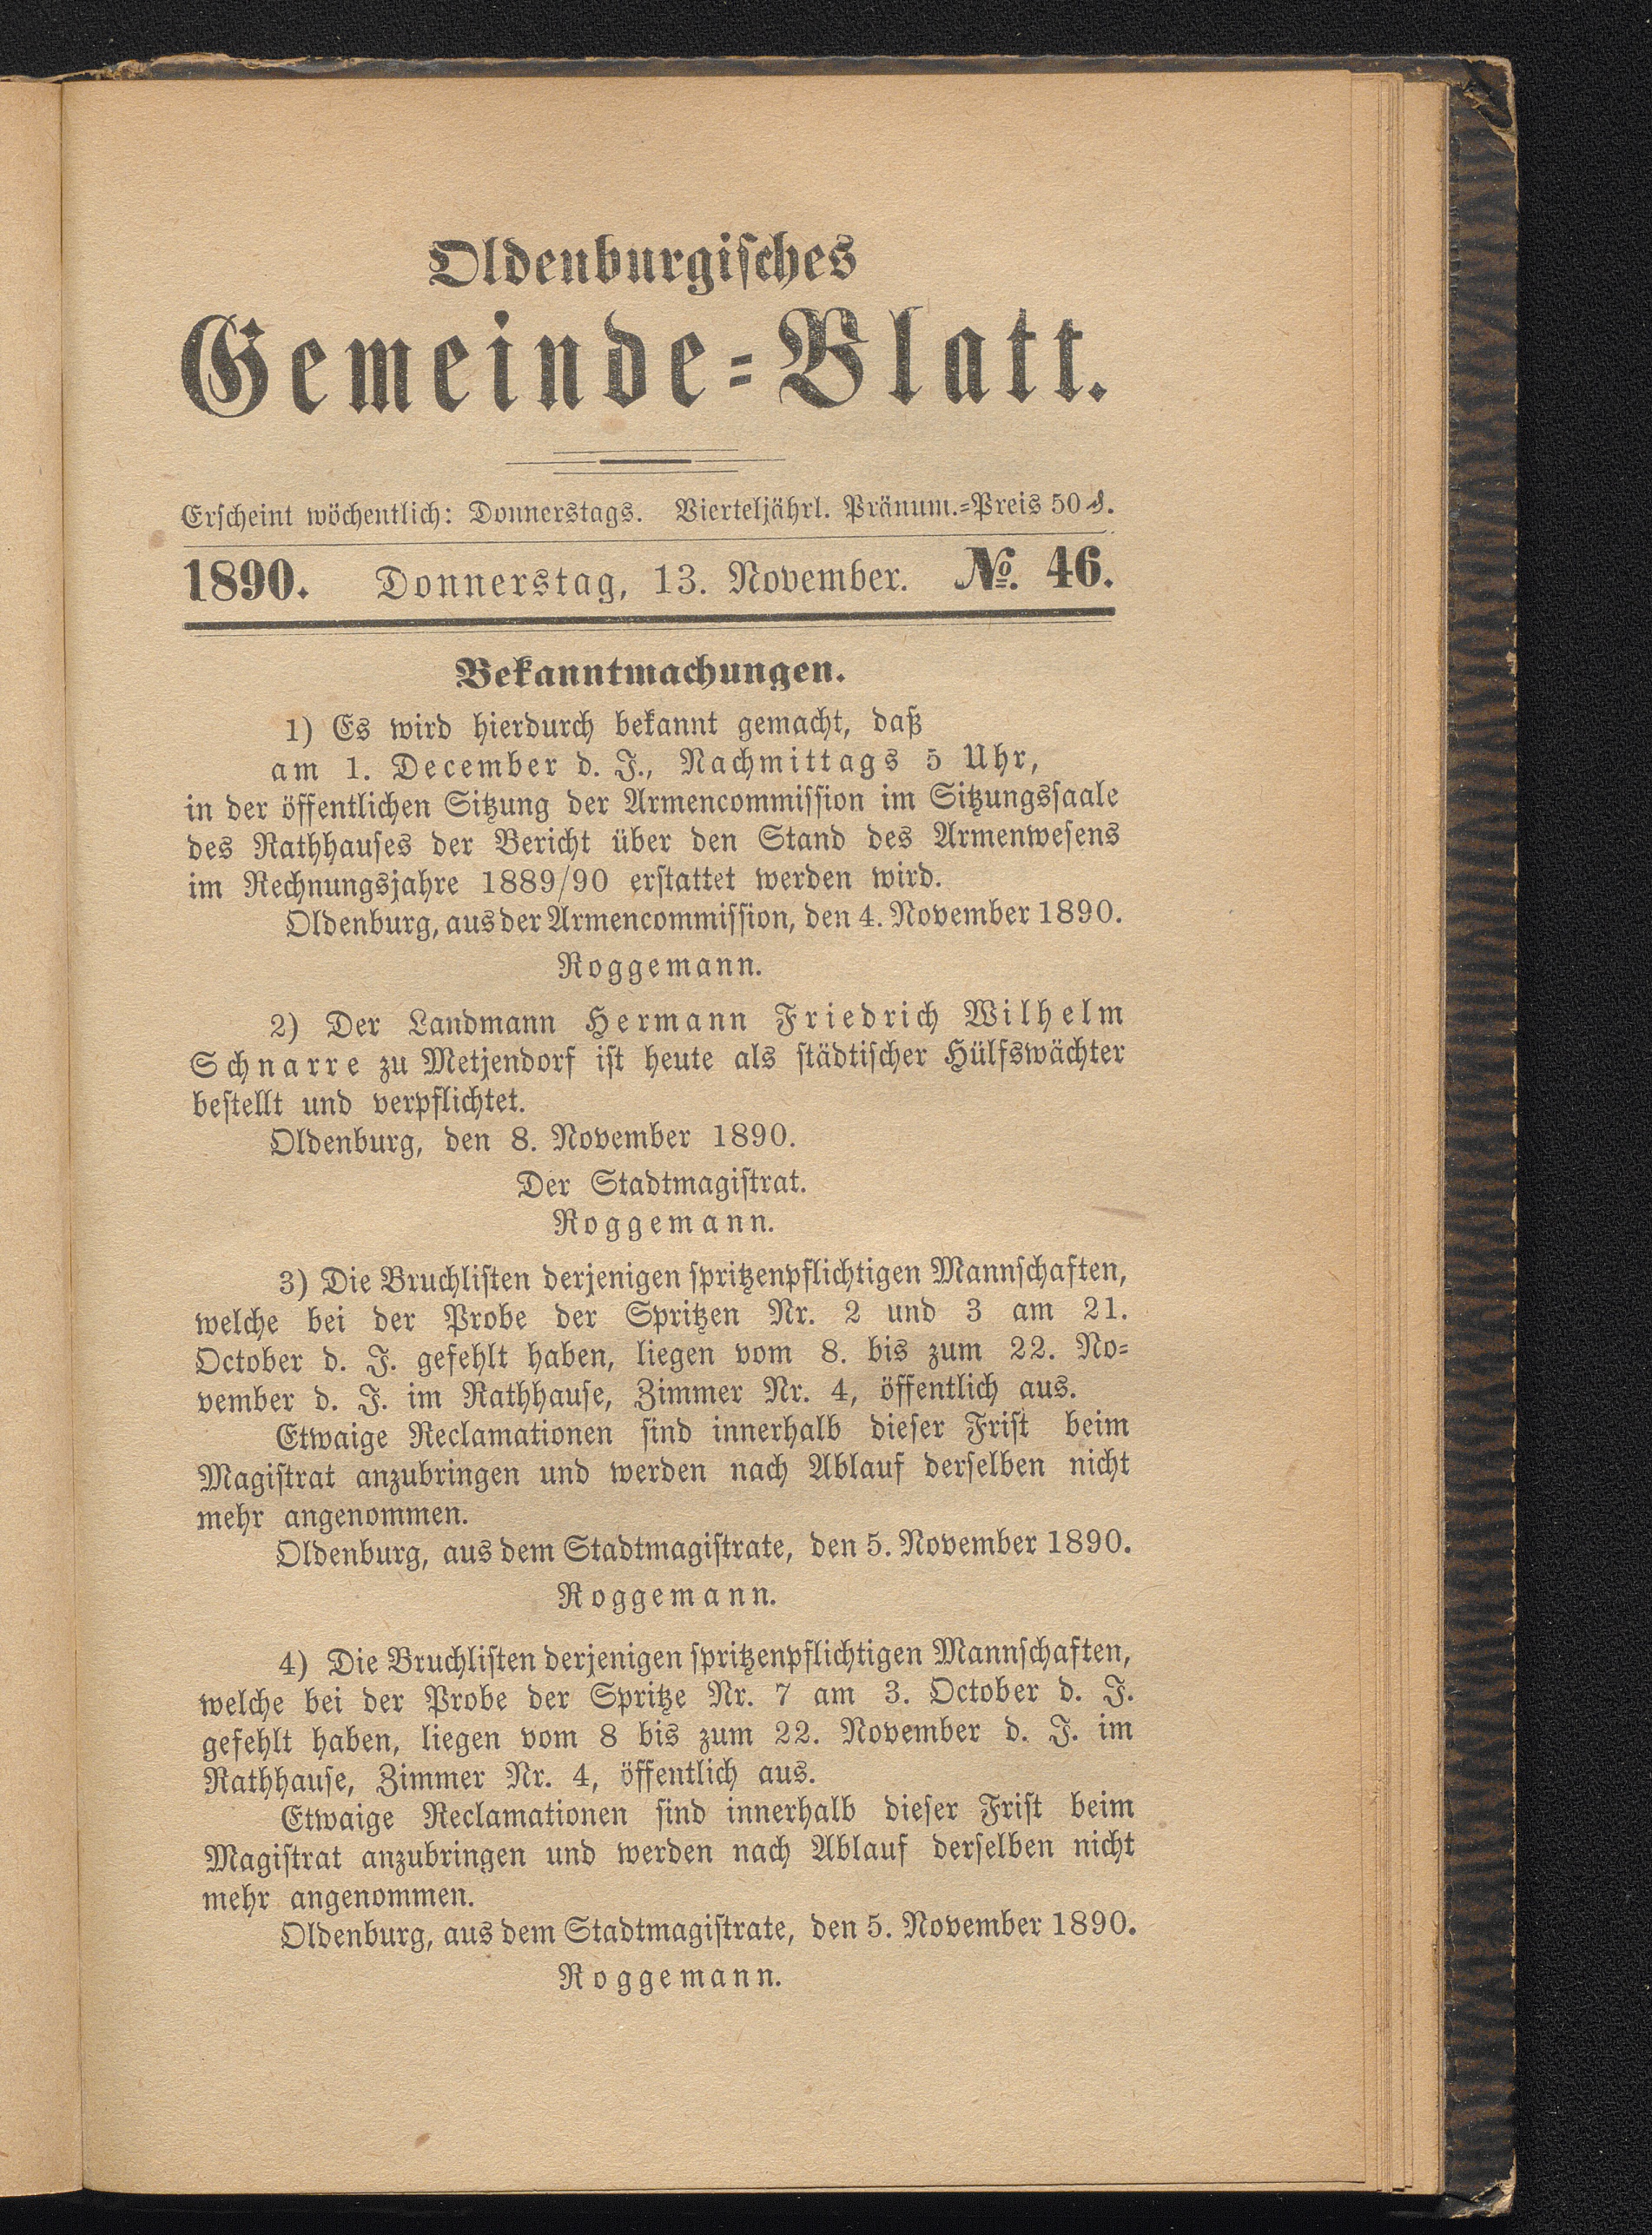 Oldenburgisches
Gemeinde-Blatt.
Erscheint wöchentlich: Donnerstags. Vierteljährl. Pränum.-Preis 50 ₰.
1890. Donnerstag, 13. November. №. 46.
Bekanntmachungen.
1) Es wird hierdurch bekannt gemacht, daß
am 1. December d. J., Nachmittags 5 Uhr,
in der öffentlichen Sitzung der Armencommission im Sitzungssaale
des Rathhauses der Bericht über den Stand des Armenwesens
im Rechnungsjahre 1889/90 erstattet werden wird.
Oldenburg, aus der Armencommission, den 4. November 1890.
Roggemann.
2) Der Landmann Hermann Friedrich Wilhelm
Schnarre zu Metjendorf ist heute als städtischer Hülfswächter
bestellt und verpflichtet.
Oldenburg, den 8. November 1890.
Der Stadtmagistrat.
Roggemann.
3) Die Bruchlisten derjenigen spritzenpflichtigen Mannschaften,
welche bei der Probe der Spritzen Nr. 2 und 3 am 21.
October d. J. gefehlt haben, liegen vom 8. bis zum 22. No-
vember d. J. im Rathhause, Zimmer Nr. 4, öffentlich aus.
Etwaige Reclamationen sind innerhalb dieser Frist beim
Magistrat anzubringen und werden nach Ablauf derselben nicht
mehr angenommen.
Oldenburg, aus dem Stadtmagistrate, den 5. November 1890.
Roggemann.
4) Die Bruchlisten derjenigen spritzenpflichtigen Mannschaften,
welche bei der Probe der Spritze Nr. 7 am 3. October d. J.
gefehlt haben, liegen vom 8 bis zum 22. November d. J. im
Rathhause, Zimmer Nr. 4, öffentlich aus.
Etwaige Reclamationen sind innerhalb dieser Frist beim
Magistrat anzubringen und werden nach Ablauf derselben nicht
mehr angenommen.
Oldenburg, aus dem Stadtmagistrate, den 5. November 1890.
Roggemann.